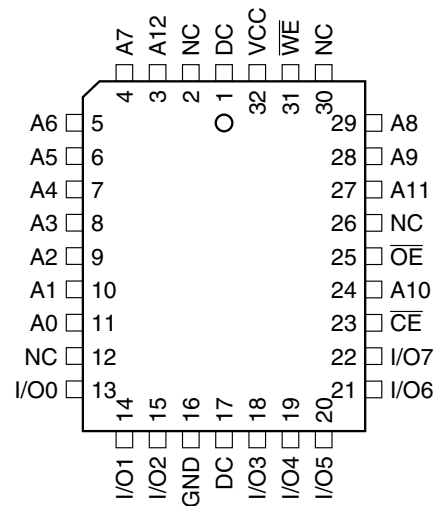 A7 A12 NC DC VCC W̅E̅ NC
4 3 2 1 32 31 30
A6 5 29 A8
A5 6 28 A9
A4 7 27 A11
A3 8 26 NC
A2 9 25 O̅E̅
A1 10 24 A10
A0 11 23 C̅E̅
NC 12 22 I/O7
I/O0 13 21 I/O6
14 15 16 17 18 19 20
I/O1 I/O2 GND DC I/O3 I/O4 I/O5